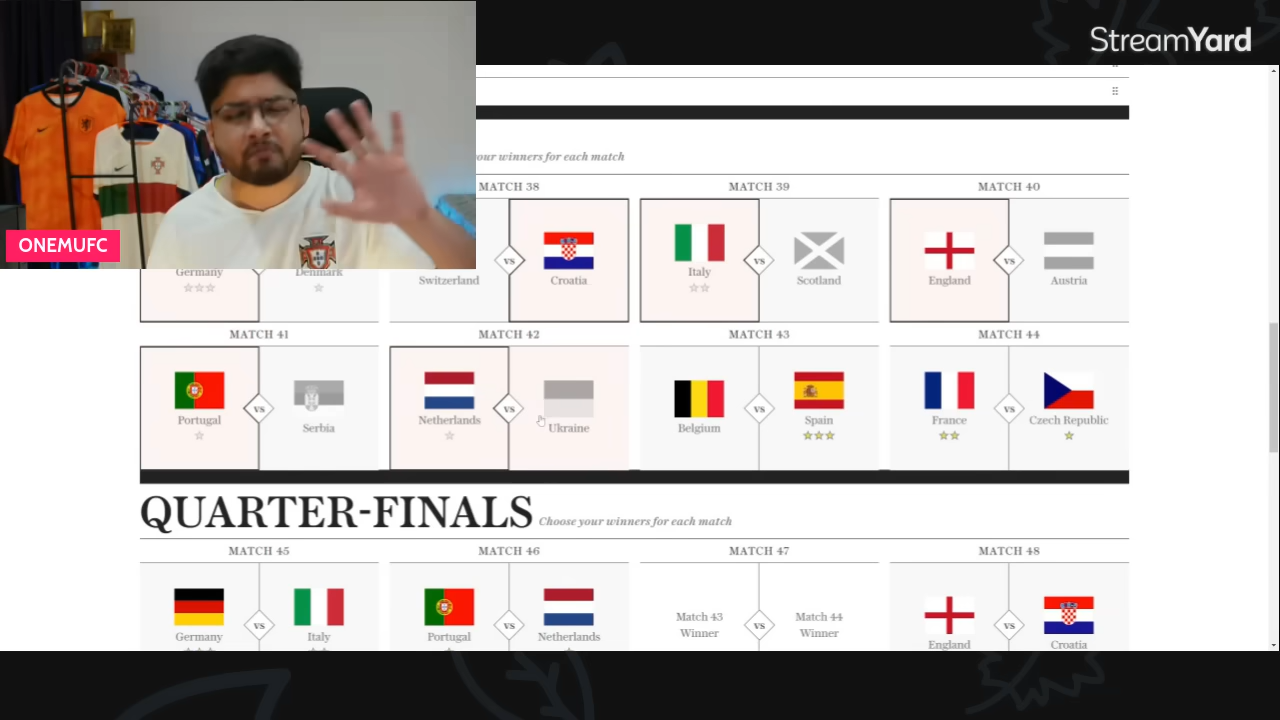 StreamYard
ONEMUFC
our winners for each match
MATCH 38
MATCH 39
MATCH 40
Germany
Denmark
Switzerland
Croatia
Italy
Scotland
England
Austria
VS
VS
VS
MATCH 41
MATCH 42
MATCH 43
MATCH 44
Portugal
VS
Serbia
Netherlands
VS
Ukraine
Belgium
VS
Spain
France
VS
Czech Republic
QUARTER-FINALS Choose your winners for each match
MATCH 45
MATCH 46
MATCH 47
MATCH 48
Germany
VS
Italy
Portugal
VS
Netherlands
Match 43
Winner
VS
Match 44
Winner
England
VS
Croatia